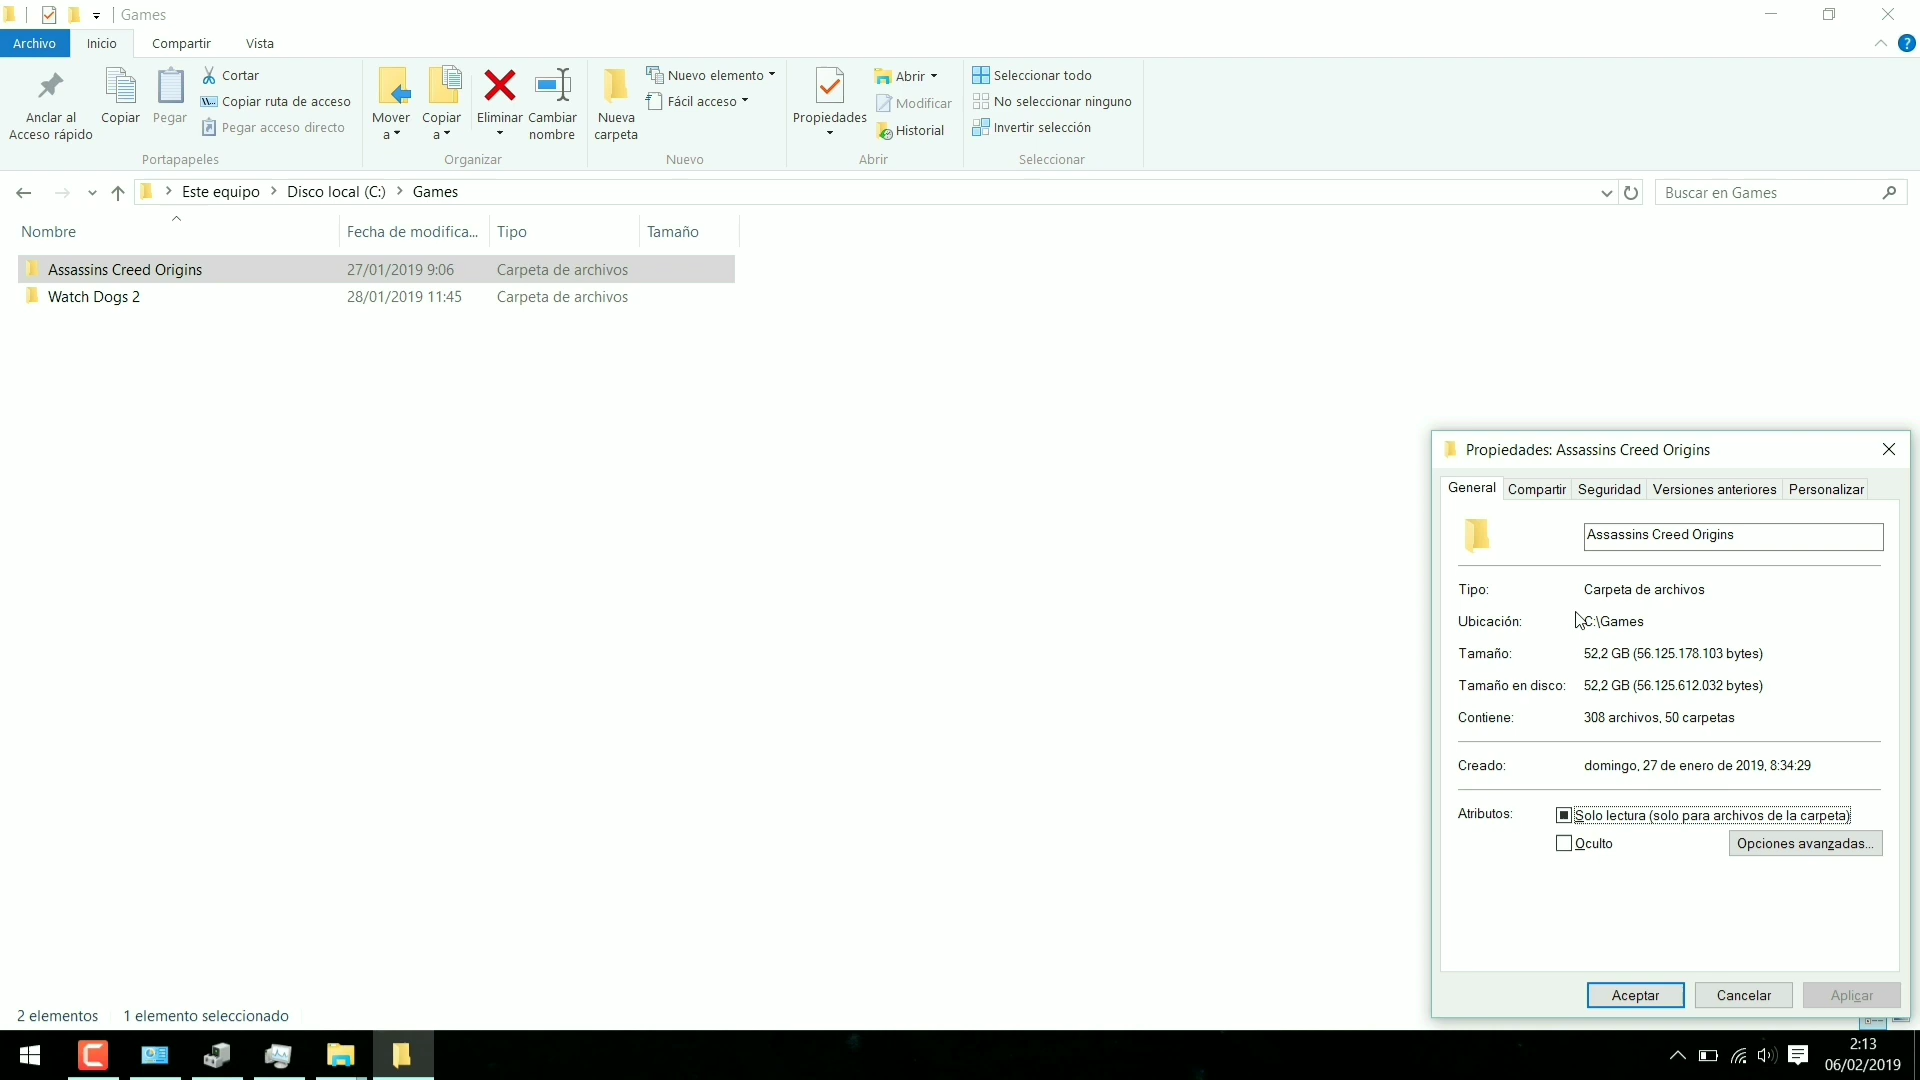 Games
Archivo
Inicio
Compartir
Vista
Anclar al
Acceso rápido
Copiar
Pegar
Cortar
Copiar ruta de acceso
Pegar acceso directo
Portapapeles
Mover
a
Copiar
a
Eliminar
Cambiar
nombre
Organizar
Nueva
carpeta
Nuevo elemento
Fácil acceso
Nuevo
Propiedades
Abrir
Modificar
Historial
Abrir
Seleccionar todo
No seleccionar ninguno
Invertir selección
Seleccionar
Este equipo > Disco local (C:) > Games
Buscar en Games
Nombre Fecha de modifica... Tipo Tamaño
Assassins Creed Origins 27/01/2019 9:06 Carpeta de archivos
Watch Dogs 2 28/01/2019 11:45 Carpeta de archivos
Propiedades: Assassins Creed Origins
General Compartir Seguridad Versiones anteriores Personalizar
Assassins Creed Origins
Tipo: Carpeta de archivos
Ubicación: C:\Games
Tamaño: 52,2 GB (56.125.178.103 bytes)
Tamaño en disco: 52,2 GB (56.125.612.032 bytes)
Contiene: 308 archivos, 50 carpetas
Creado: domingo, 27 de enero de 2019, 8:34:29
Atributos: Solo lectura (solo para archivos de la carpeta)
Oculto
Opciones avanzadas...
Aceptar Cancelar Aplicar
2 elementos 1 elemento seleccionado
2:13
06/02/2019